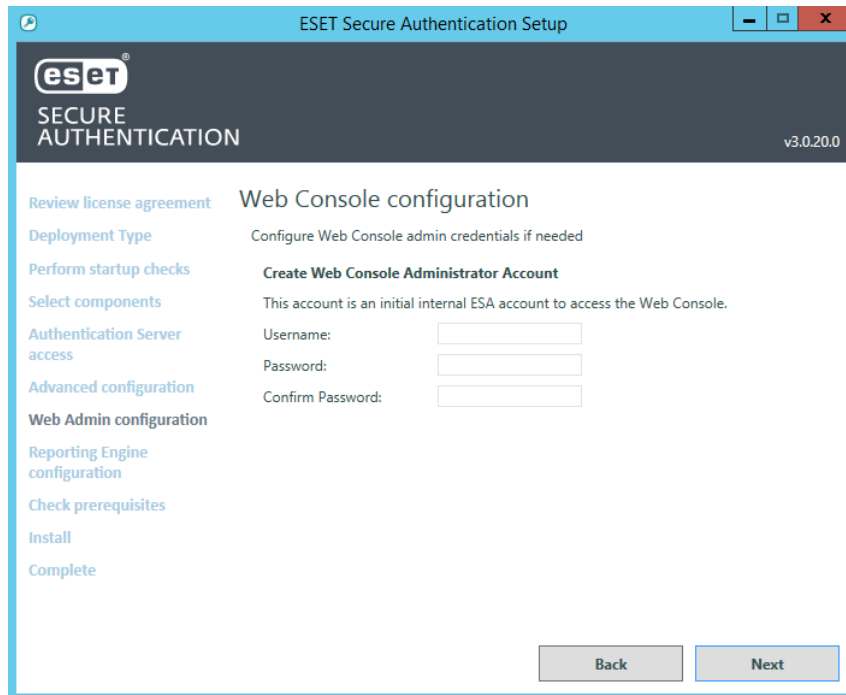 ESET Secure Authentication Setup
eseт®
SECURE
AUTHENTICATION
v3.0.20.0
Review license agreement
Deployment Type
Perform startup checks
Select components
Authentication Server
access
Advanced configuration
Web Admin configuration
Reporting Engine
configuration
Check prerequisites
Install
Complete
Web Console configuration
Configure Web Console admin credentials if needed
Create Web Console Administrator Account
This account is an initial internal ESA account to access the Web Console.
Username:
Password:
Confirm Password:
Back
Next